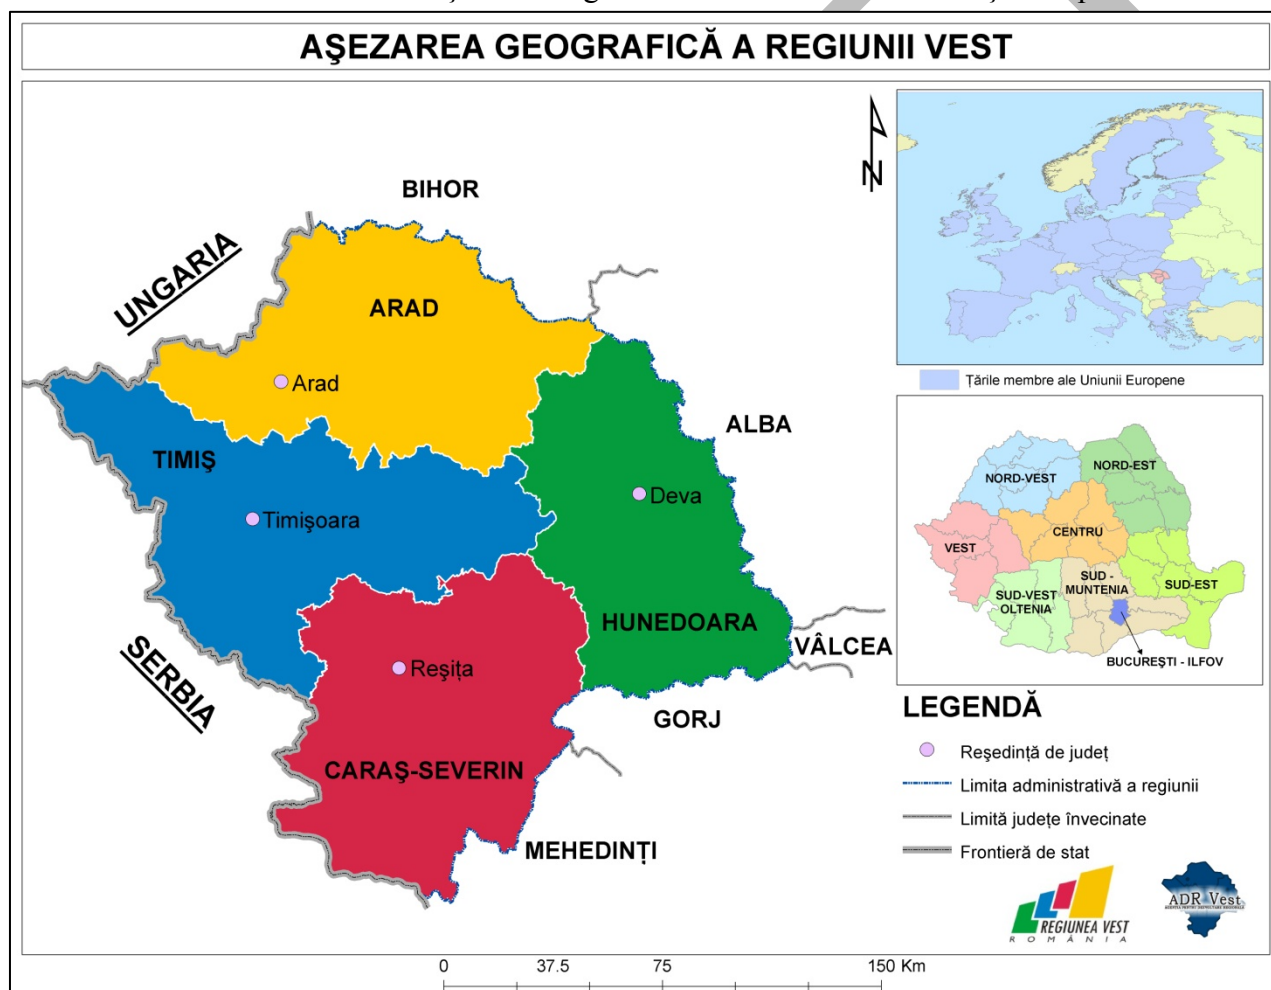 AŞEZAREA GEOGRAFICĂ A REGIUNII VEST
BIHOR
UNGARIA
ARAD
Arad
ALBA
TIMIŞ
Deva
Timişoara
HUNEDOARA
VÂLCEA
SERBIA
Reşiţa
GORJ
CARAŞ-SEVERIN
MEHEDINŢI
N
Ţările membre ale Uniunii Europene
NORD-VEST
NORD-EST
CENTRU
VEST
SUD -
MUNTENIA
SUD-EST
SUD-VEST
OLTENIA
BUCUREŞTI - ILFOV
LEGENDĂ
Reşedinţă de judeţ
Limita administrativă a regiunii
Limită judeţe învecinate
Frontieră de stat
REGIUNEA VEST
ROMÂNIA
ADR Vest
0 37.5 75 150 Km